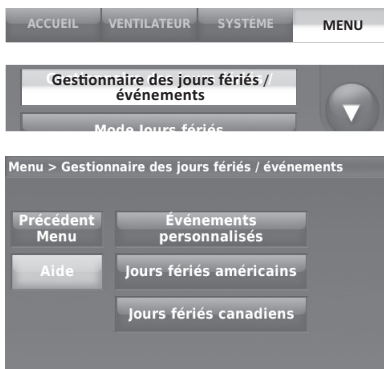 ACCUEIL VENTILATEUR SYSTÈME MENU
Gestionnaire des jours fériés /
événements
Mode Jours fériés
Menu > Gestionnaire des jours fériés / événements
Précédent
Menu
Événements
personnalisés
Aide
Jours fériés américains
Jours fériés canadiens